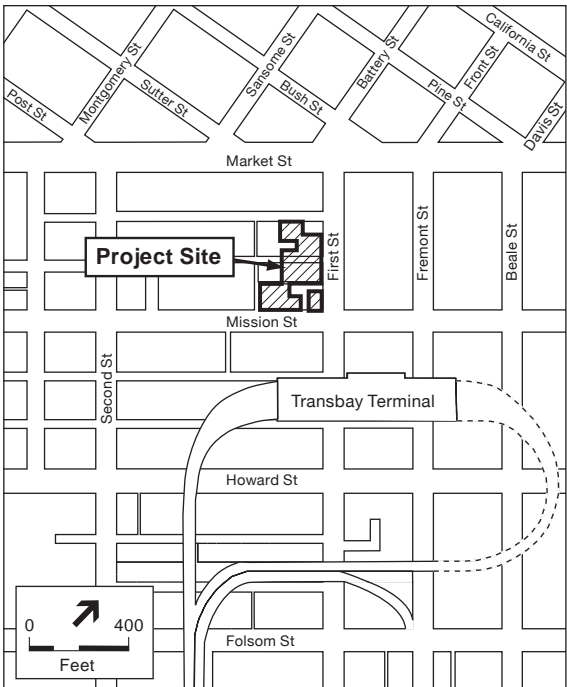 California St
Montgomery St
Sansome St
Battery St
Front St
Post St
Sutter St
Bush St
Pine St
Davis St
Market St
Project Site
First St
Fremont St
Beale St
Mission St
Second St
Transbay Terminal
Howard St
0 400
Feet
Folsom St